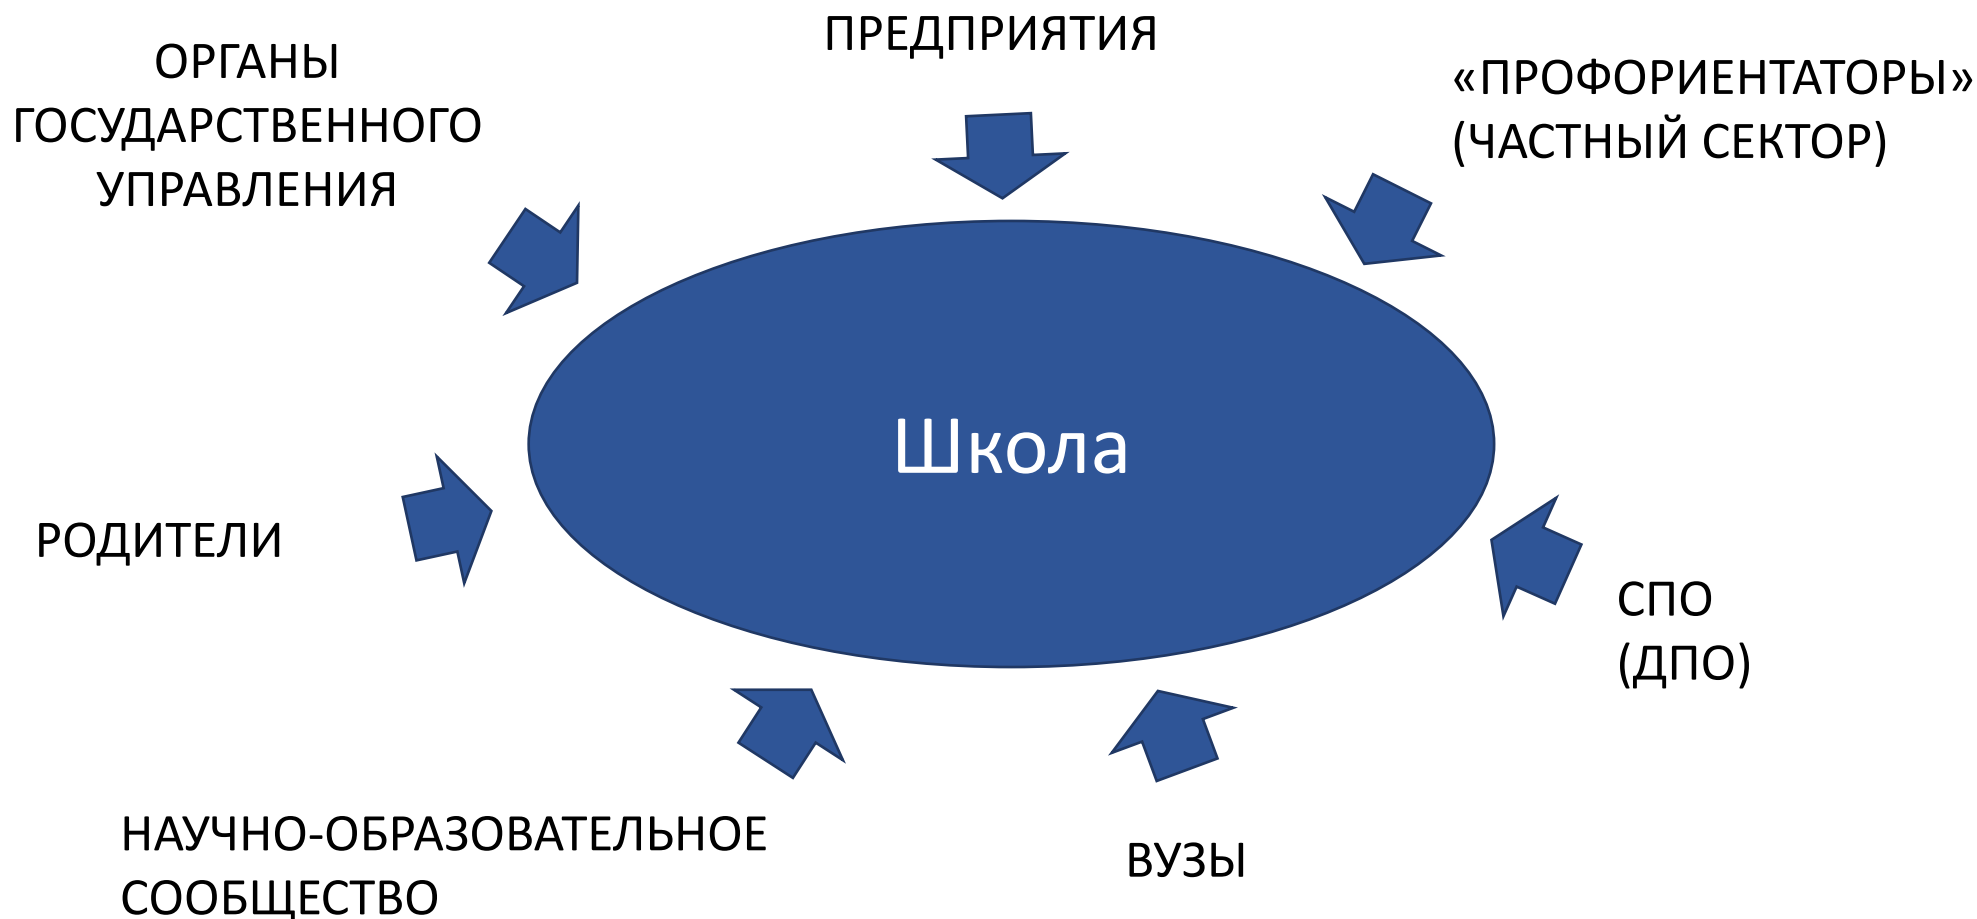 ПРЕДПРИЯТИЯ
ОРГАНЫ
ГОСУДАРСТВЕННОГО
УПРАВЛЕНИЯ
«ПРОФОРИЕНТАТОРЫ»
(ЧАСТНЫЙ СЕКТОР)
Школа
РОДИТЕЛИ
СПО
(ДПО)
НАУЧНО-ОБРАЗОВАТЕЛЬНОЕ
СООБЩЕСТВО
ВУЗЫ